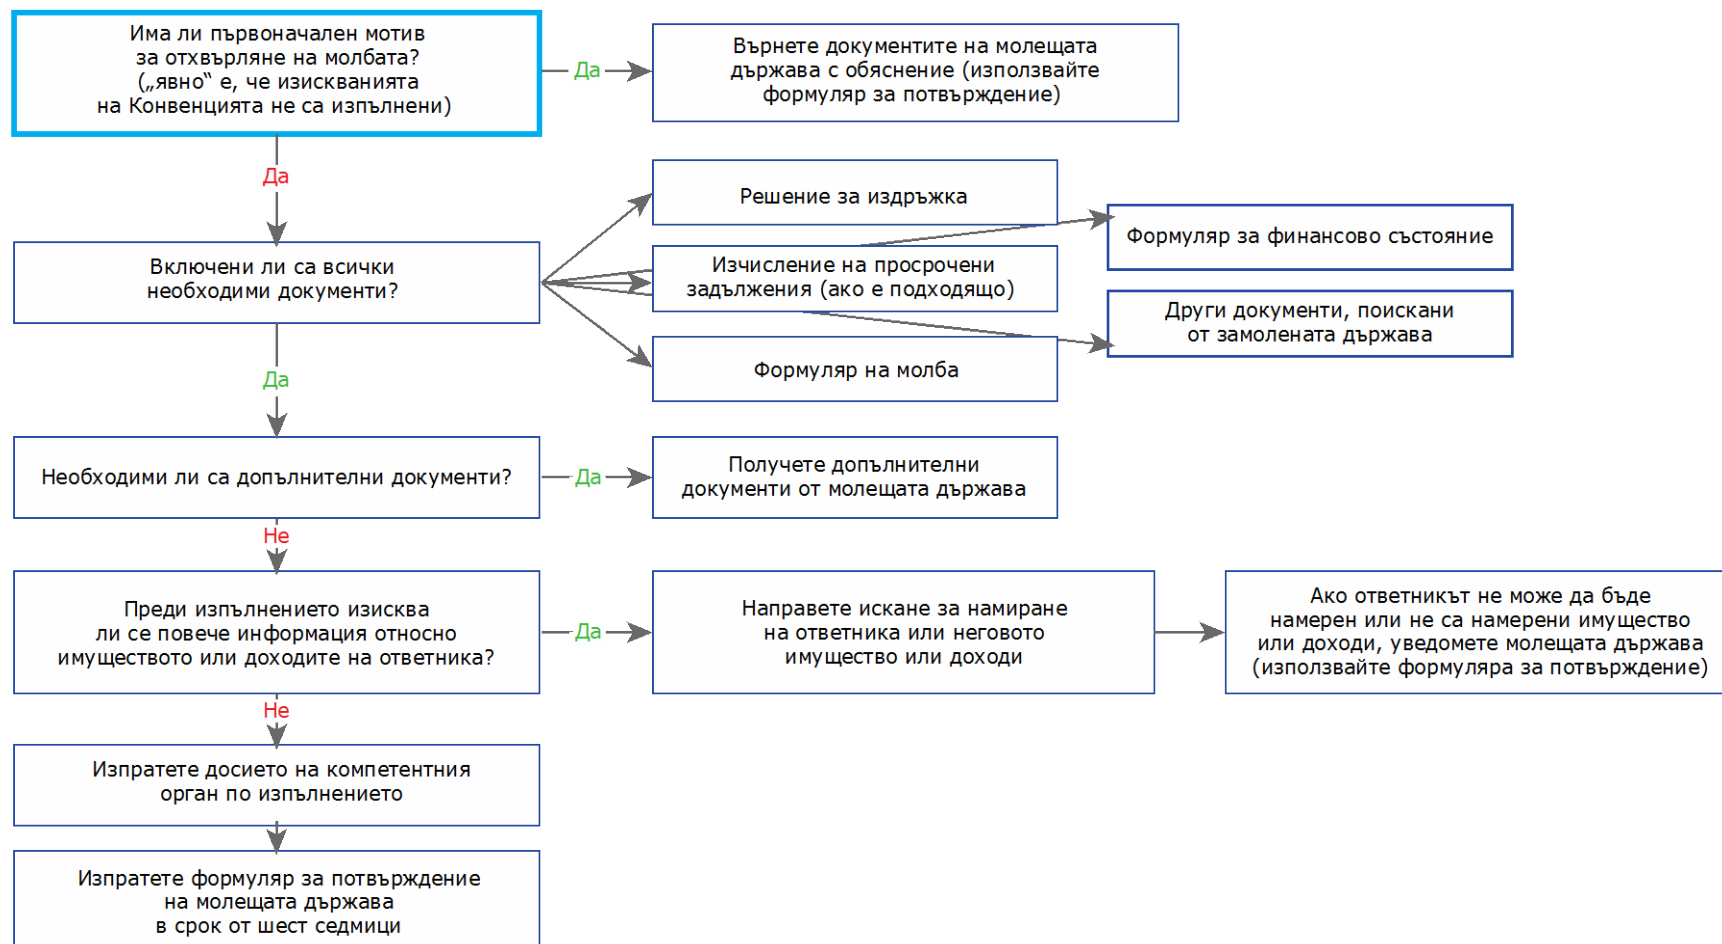 Има ли първоначален мотив
за отхвърляне на молбата?
(„явно“ е, че изискванията
на Конвенцията не са изпълнени)
Да
Върнете документите на молещата
държава с обяснение (използвайте
формуляр за потвърждение)
Да
Включени ли са всички
необходими документи?
Решение за издръжка
Изчисление на просрочени
задължения (ако е подходящо)
Формуляр на молба
Формуляр за финансово състояние
Други документи, поискани
от замолената държава
Да
Необходими ли са допълнителни документи?
Да
Получете допълнителни
документи от молещата държава
Не
Преди изпълнението изисква
ли се повече информация относно
имуществото или доходите на ответника?
Да
Направете искане за намиране
на ответника или неговото
имущество или доходи
Ако ответникът не може да бъде
намерен или не са намерени имущество
или доходи, уведомете молещата държава
(използвайте формуляра за потвърждение)
Не
Изпратете досието на компетентния
орган по изпълнението
Изпратете формуляр за потвърждение
на молещата държава
в срок от шест седмици